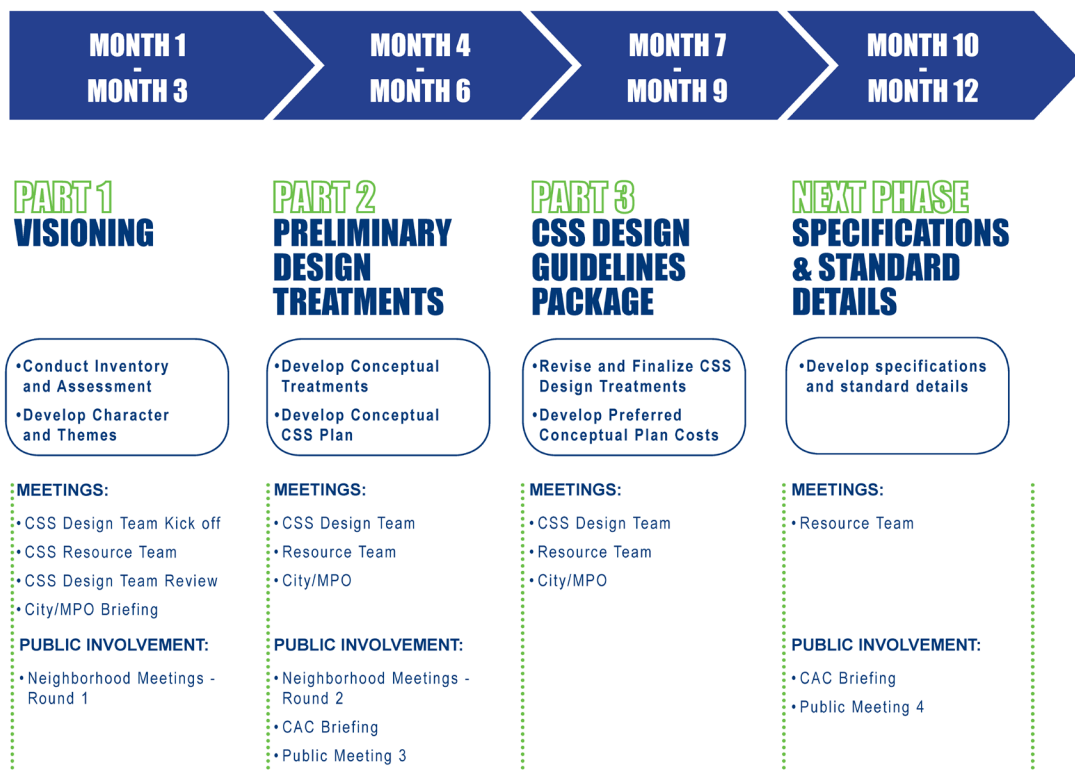 MONTH 1
-
MONTH 3
MONTH 4
-
MONTH 6
MONTH 7
-
MONTH 9
MONTH 10
-
MONTH 12
PART 1
VISIONING
•Conduct Inventory
and Assessment
•Develop Character
and Themes
MEETINGS:
• CSS Design Team Kick off
• CSS Resource Team
• CSS Design Team Review
• City/MPO Briefing
PUBLIC INVOLVEMENT:
• Neighborhood Meetings -
Round 1
PART 2
PRELIMINARY
DESIGN
TREATMENTS
•Develop Conceptual
Treatments
•Develop Conceptual
CSS Plan
MEETINGS:
• CSS Design Team
• Resource Team
• City/MPO
PUBLIC INVOLVEMENT:
• Neighborhood Meetings -
Round 2
• CAC Briefing
• Public Meeting 3
PART 3
CSS DESIGN
GUIDELINES
PACKAGE
•Revise and Finalize CSS
Design Treatments
•Develop Preferred
Conceptual Plan Costs
MEETINGS:
• CSS Design Team
• Resource Team
• City/MPO
NEXT PHASE
SPECIFICATIONS
& STANDARD
DETAILS
•Develop specifications
and standard details
MEETINGS:
• Resource Team
PUBLIC INVOLVEMENT:
• CAC Briefing
• Public Meeting 4